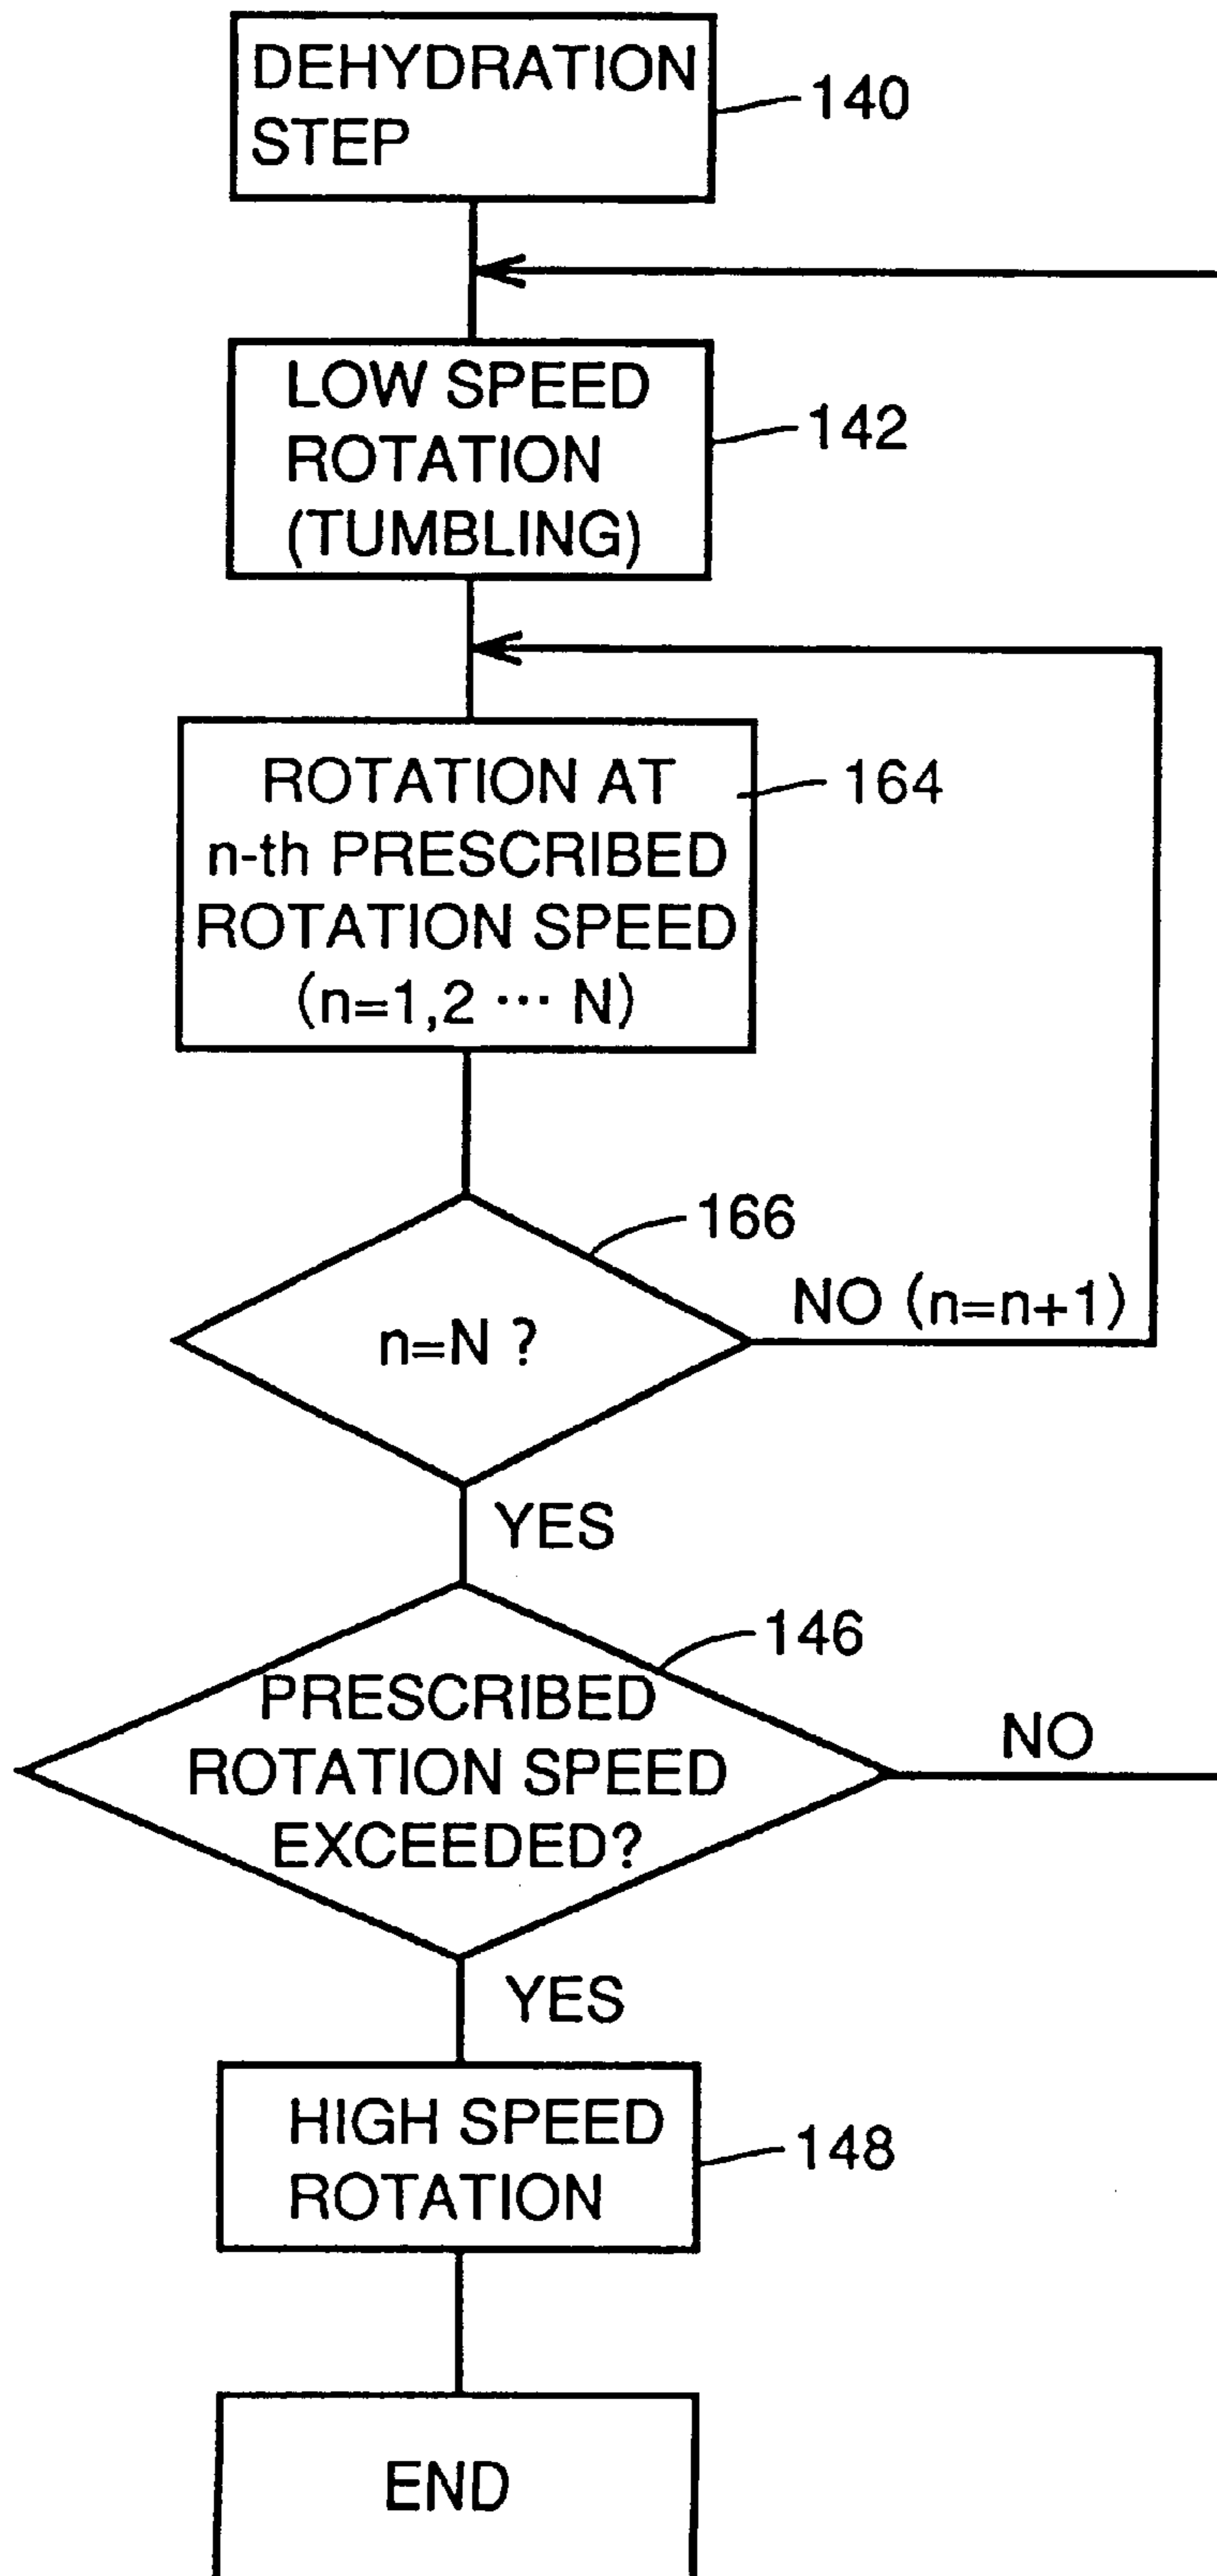 DEHYDRATION
STEP
140
LOW SPEED
ROTATION
(TUMBLING)
142
ROTATION AT
n-th PRESCRIBED
ROTATION SPEED
(n=1,2 ··· N)
164
166
n=N ?
NO (n=n+1)
YES
146
PRESCRIBED
ROTATION SPEED
EXCEEDED?
NO
YES
HIGH SPEED
ROTATION
148
END